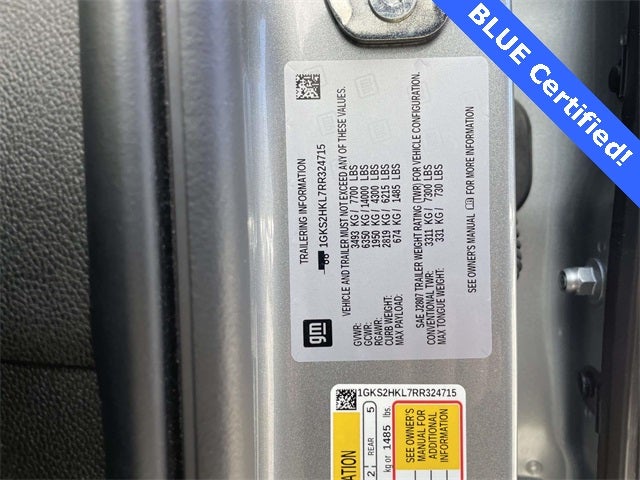 BLUE Certified!
TRAILERING INFORMATION
1GKS2HKL7RR324715
VEHICLE AND TRAILER MUST NOT EXCEED ANY OF THESE VALUES.
GVWR: 3493 KG / 7700 LBS
GCWR: 6350 KG / 14000 LBS
RGAWR: 1950 KG / 4300 LBS
CURB WEIGHT: 2819 KG / 6215 LBS
MAX PAYLOAD: 674 KG / 1485 LBS
SAE J2807 TRAILER WEIGHT RATING (TWR) FOR VEHICLE CONFIGURATION.
CONVENTIONAL TWR: 3311 KG / 7300 LBS
MAX TONGUE WEIGHT: 331 KG / 730 LBS
SEE OWNER'S MANUAL FOR MORE INFORMATION
gm
1GKS2HKL7RR324715
2 REAR 5
kg or 1485 lbs.
SEE OWNER'S
MANUAL FOR
ADDITIONAL
INFORMATION